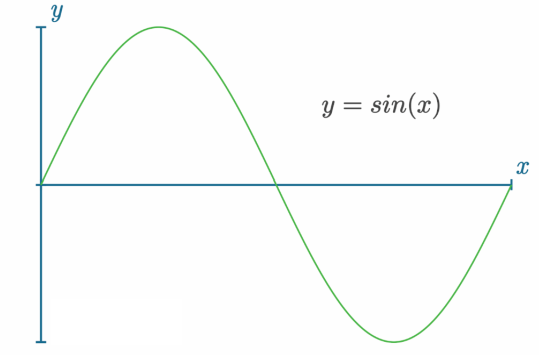 y
y = sin(x)
x